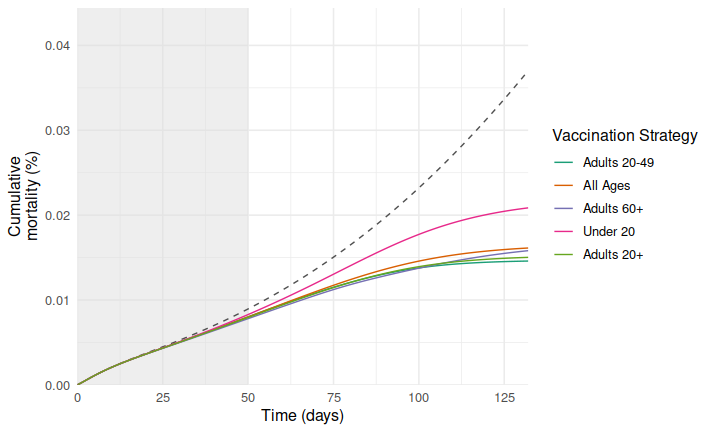 0.04
0.03
0.02
0.01
0.00
Cumulative
mortality (%)
0 25 50 75 100 125
Time (days)
Vaccination Strategy
Adults 20-49
All Ages
Adults 60+
Under 20
Adults 20+